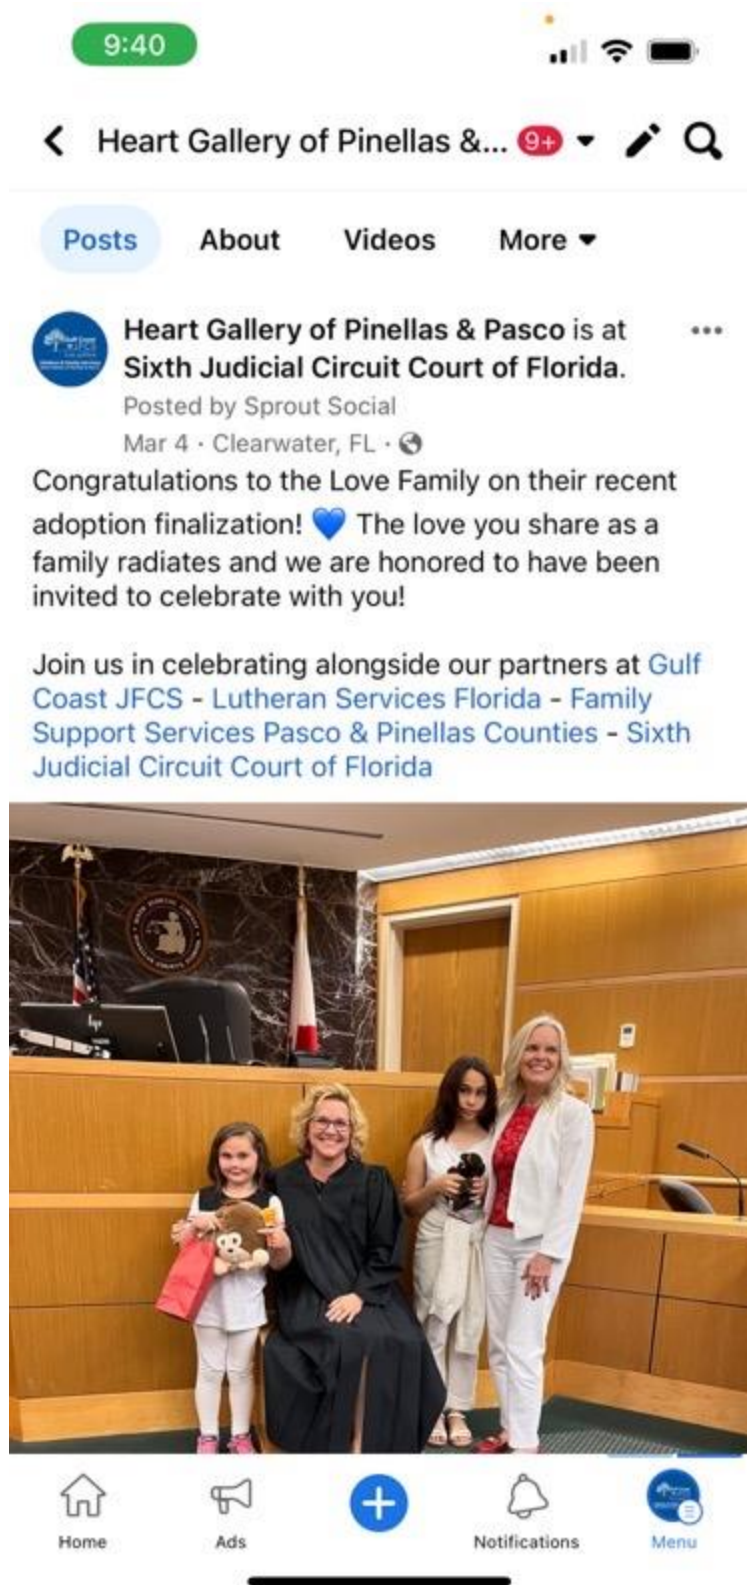 9:40
Heart Gallery of Pinellas &... 9+
Posts About Videos More
Heart Gallery of Pinellas & Pasco is at
Sixth Judicial Circuit Court of Florida.
Posted by Sprout Social
Mar 4 · Clearwater, FL ·
Congratulations to the Love Family on their recent
adoption finalization! 💙 The love you share as a
family radiates and we are honored to have been
invited to celebrate with you!
Join us in celebrating alongside our partners at Gulf
Coast JFCS - Lutheran Services Florida - Family
Support Services Pasco & Pinellas Counties - Sixth
Judicial Circuit Court of Florida
hp
Home Ads Notifications Menu